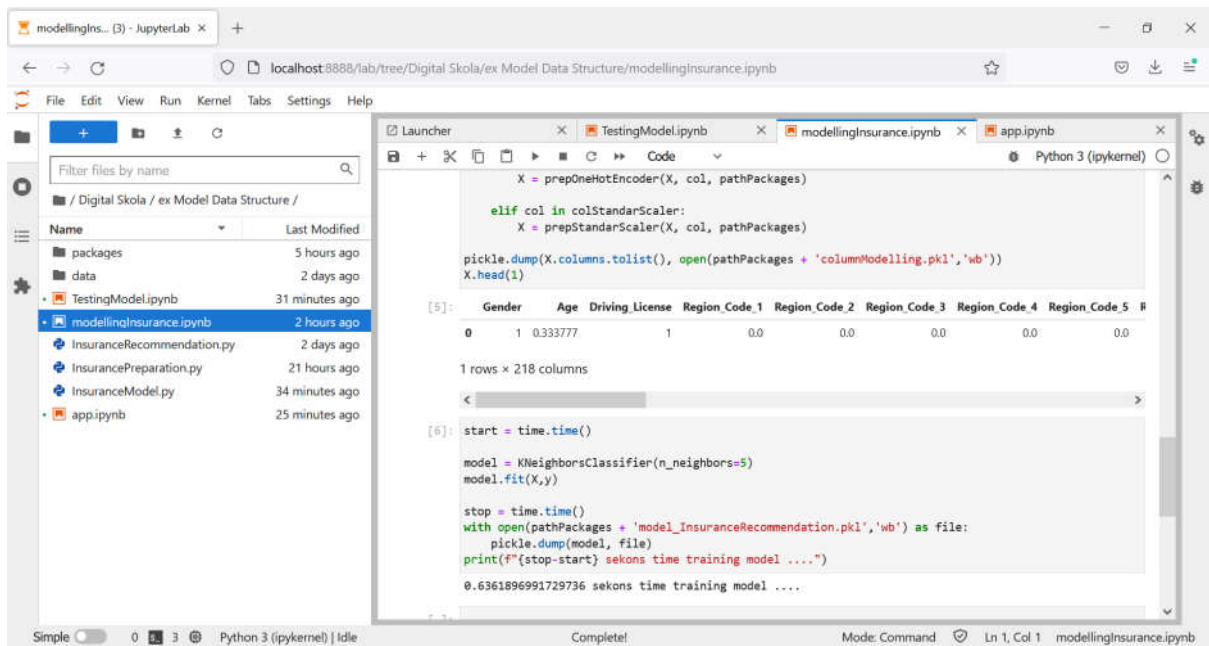 modellingIns... (3) - JupyterLab
localhost:8888/lab/tree/Digital Skola/ex Model Data Structure/modellingInsurance.ipynb
File Edit View Run Kernel Tabs Settings Help
Filter files by name
/ Digital Skola / ex Model Data Structure /
Name Last Modified
packages 5 hours ago
data 2 days ago
TestingModel.ipynb 31 minutes ago
modellingInsurance.ipynb 2 hours ago
InsuranceRecommendation.py 2 days ago
InsurancePreparation.py 21 hours ago
InsuranceModel.py 34 minutes ago
app.ipynb 25 minutes ago
Launcher TestingModel.ipynb modellingInsurance.ipynb app.ipynb
Code Python 3 (ipykernel)
X = prepOneHotEncoder(X, col, pathPackages)
elif col in colStandarScaler:
X = prepStandarScaler(X, col, pathPackages)
pickle.dump(X.columns.tolist(), open(pathPackages + 'columnModelling.pkl','wb'))
X.head(1)
[5]:
Gender Age Driving_License Region_Code_1 Region_Code_2 Region_Code_3 Region_Code_4 Region_Code_5
0 1 0.333777 1 0.0 0.0 0.0 0.0 0.0
1 rows × 218 columns
[6]: start = time.time()
model = KNeighborsClassifier(n_neighbors=5)
model.fit(X,y)
stop = time.time()
with open(pathPackages + 'model_InsuranceRecommendation.pkl','wb') as file:
pickle.dump(model, file)
print(f"{stop-start} sekons time training model ....")
0.6361896991729736 sekons time training model ....
Simple 0 3 Python 3 (ipykernel) | Idle Complete! Mode: Command Ln 1, Col 1 modellingInsurance.ipynb